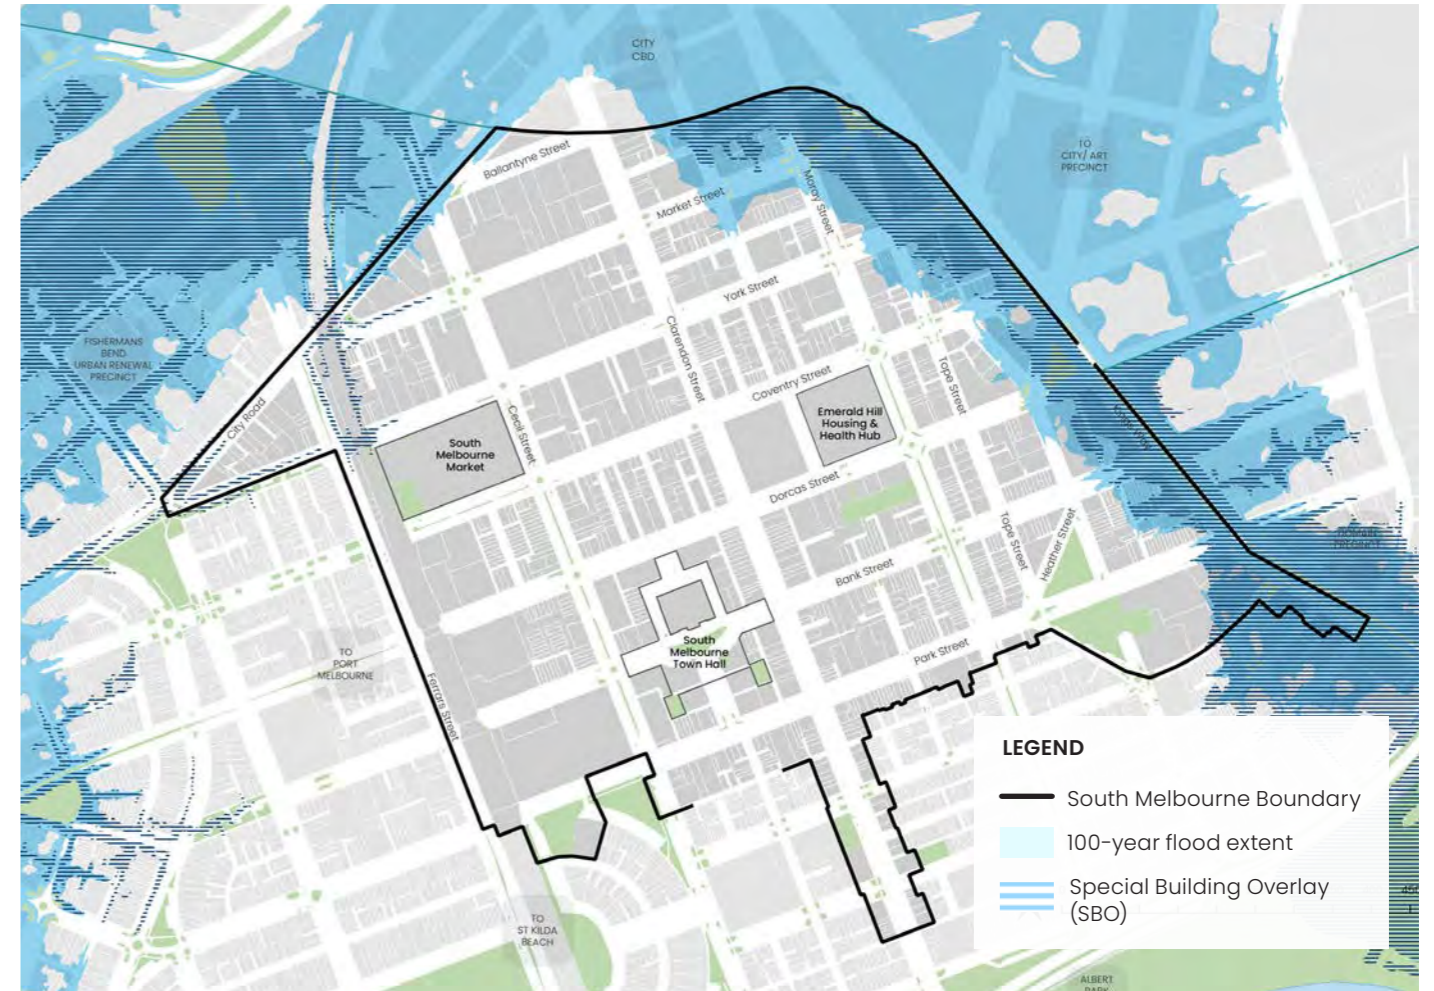 CITY
CBD
TO
CITY/ ART
PRECINCT
Ballantyne Street
Market Street
Moray Street
York Street
FISHERMANS
BEND
URBAN RENEWAL
PRECINCT
Clarendon Street
Coventry Street
Tope Street
City Road
Cecil Street
South
Melbourne
Market
Emerald Hill
Housing &
Health Hub
Dorcas Street
Tope Street
Heather Street
Bank Street
South
Melbourne
Town Hall
Park Street
TO
PORT
MELBOURNE
Ferrars Street
LEGEND
South Melbourne Boundary
100-year flood extent
Special Building Overlay
(SBO)
TO
ST KILDA
BEACH
ALBERT